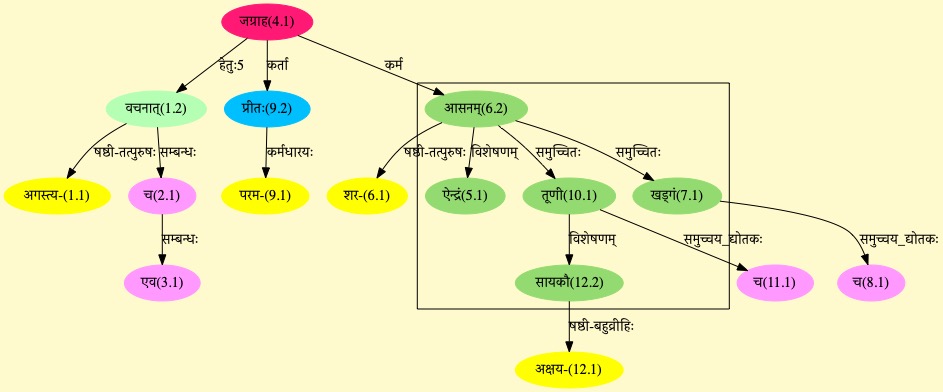 जग्राह(4.1)
हेतुः5 कर्ता कर्म
वचनात्(1.2) प्रीतः(9.2) आसनम्(6.2)
षष्ठी-तत्पुरुषः सम्बन्धः कर्मधारयः षष्ठी-तत्पुरुषः विशेषणम् समुच्चितः समुच्चितः
अगस्त्य-(1.1) च(2.1) परम-(9.1) शर-(6.1) ऐन्द्रं(5.1) तूणी(10.1) खड्गं(7.1)
सम्बन्धः विशेषणम् समुच्चय_द्योतकः समुच्चय_द्योतकः
एव(3.1) सायकौ(12.2) च(11.1) च(8.1)
षष्ठी-बहुव्रीहिः
अक्षय-(12.1)